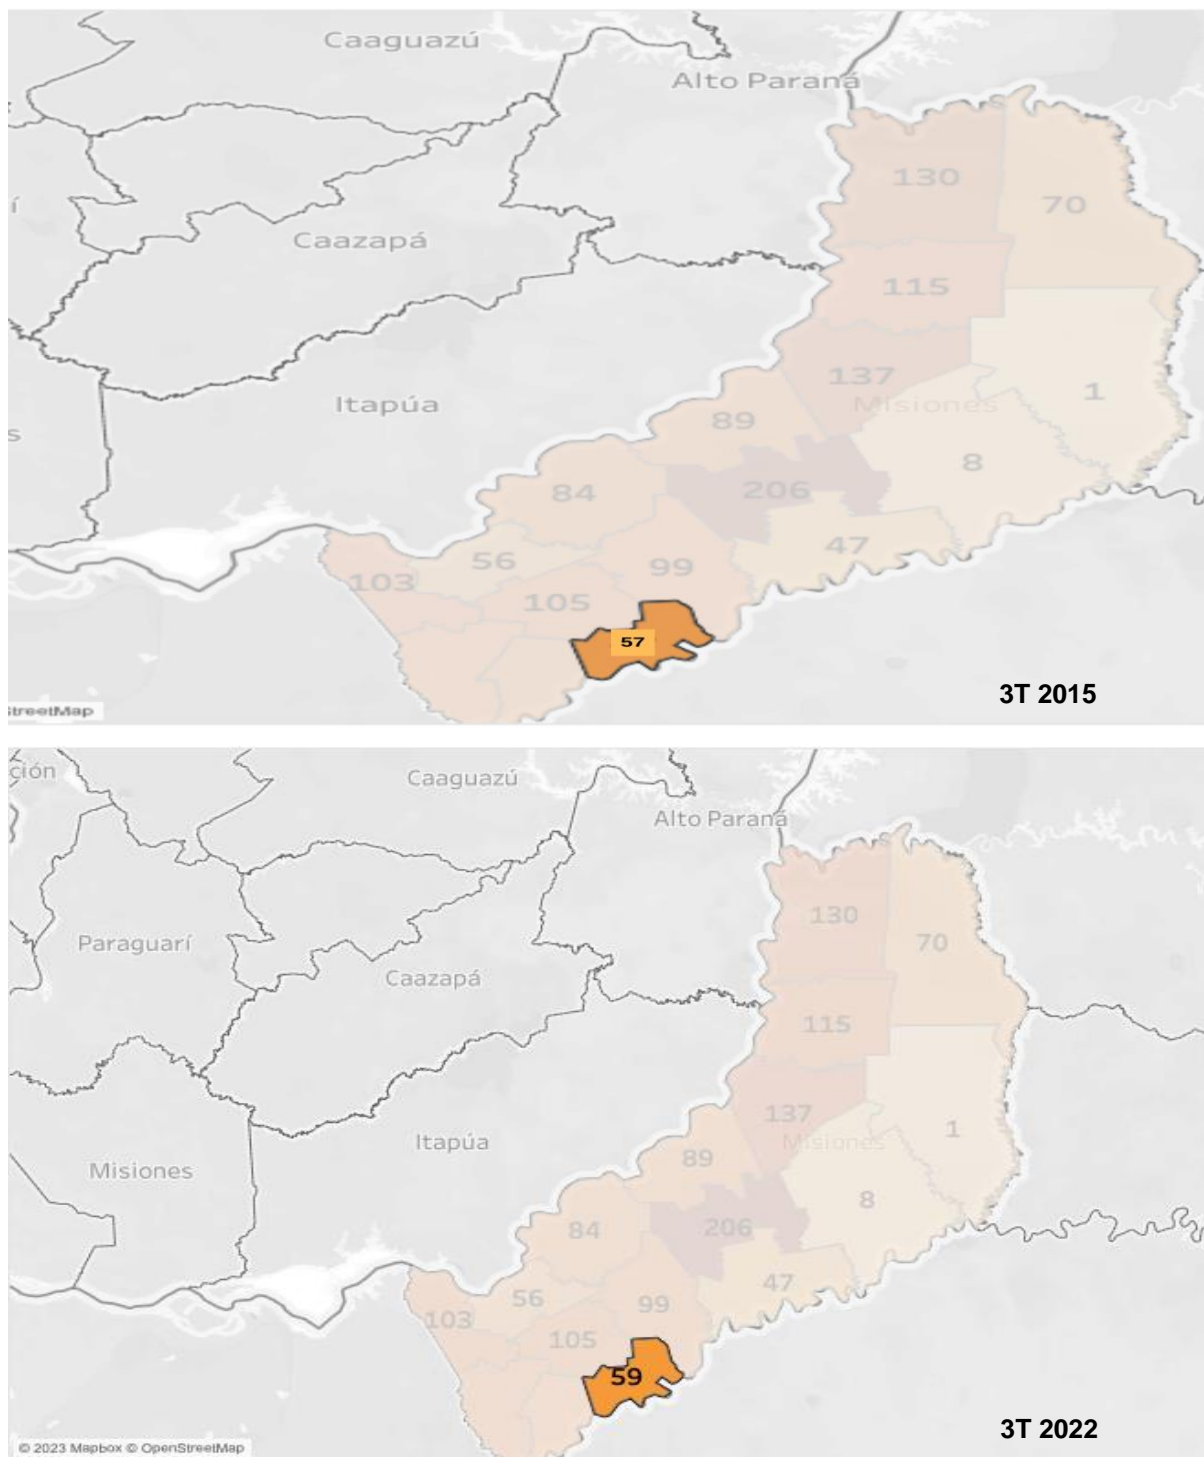 Caaguazú
Alto Paraná
130
70
Caazapá
115
137
Itapúa
Misiones
1
89
8
84
206
47
56
99
103
105
57
3T 2015
StreetMap
ción
Caaguazú
Alto Paraná
130
70
Paraguarí
Caazapá
115
137
1
Itapúa
Misiones
89
Misiones
8
84
206
47
56
99
103
105
59
3T 2022
© 2023 Mapbox © OpenStreetMap